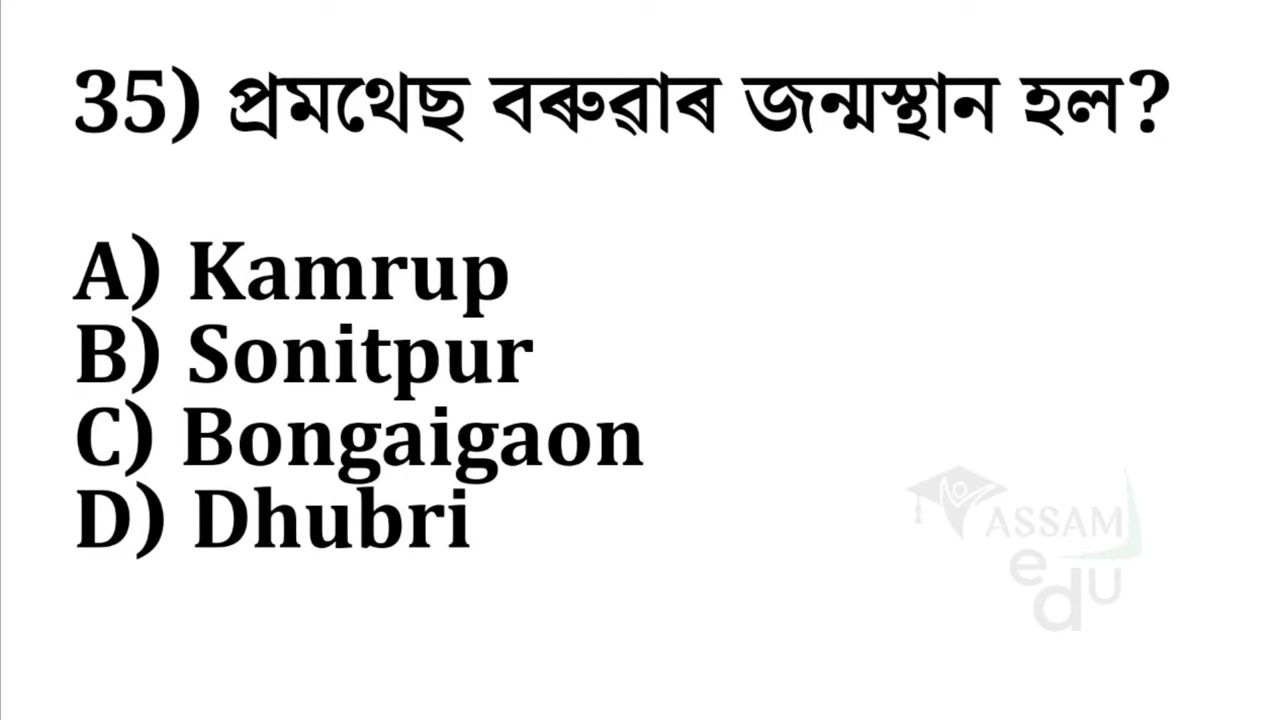 35) প্ৰমথেছ বৰুৱাৰ জন্মস্থান হল?
A) Kamrup
B) Sonitpur
C) Bongaigaon
D) Dhubri
ASSAM
edu